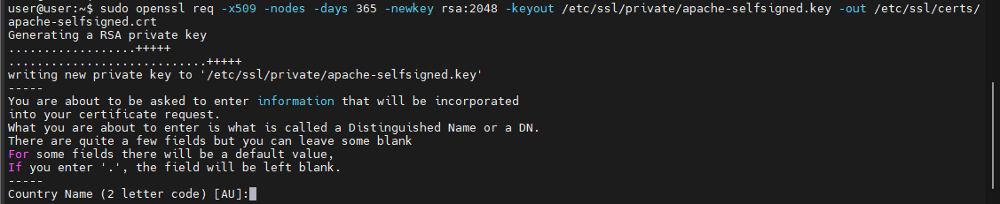 user@user:~$ sudo openssl req -x509 -nodes -days 365 -newkey rsa:2048 -keyout /etc/ssl/private/apache-selfsigned.key -out /etc/ssl/certs/
apache-selfsigned.crt
Generating a RSA private key
..................+++++
............................+++++
writing new private key to '/etc/ssl/private/apache-selfsigned.key'
-----
You are about to be asked to enter information that will be incorporated
into your certificate request.
What you are about to enter is what is called a Distinguished Name or a DN.
There are quite a few fields but you can leave some blank
For some fields there will be a default value,
If you enter '.', the field will be left blank.
-----
Country Name (2 letter code) [AU]: